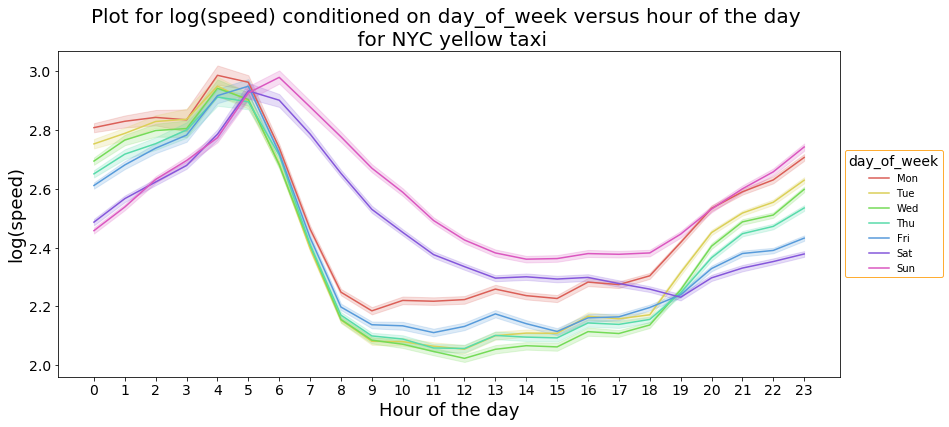 Plot for log(speed) conditioned on day_of_week versus hour of the day
for NYC yellow taxi
log(speed)
3.0
2.8
2.6
2.4
2.2
2.0
0 1 2 3 4 5 6 7 8 9 10 11 12 13 14 15 16 17 18 19 20 21 22 23
Hour of the day
day_of_week
Mon
Tue
Wed
Thu
Fri
Sat
Sun